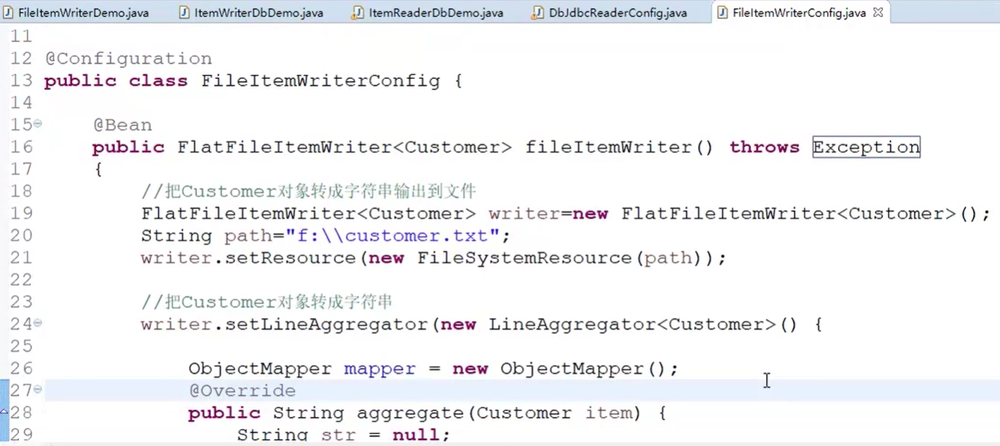 FileItemWriterDemo.java ItemWriterDbDemo.java ItemReaderDbDemo.java DbJdbcReaderConfig.java FileItemWriterConfig.java
11
12 @Configuration
13 public class FileItemWriterConfig {
14
15 @Bean
16 public FlatFileItemWriter<Customer> fileItemWriter() throws Exception
17 {
18 //把Customer对象转成字符串输出到文件
19 FlatFileItemWriter<Customer> writer=new FlatFileItemWriter<Customer>();
20 String path="f:\\customer.txt";
21 writer.setResource(new FileSystemResource(path));
22
23 //把Customer对象转成字符串
24 writer.setLineAggregator(new LineAggregator<Customer>() {
25
26 ObjectMapper mapper = new ObjectMapper();
27 @Override
28 public String aggregate(Customer item) {
29 String str = null;